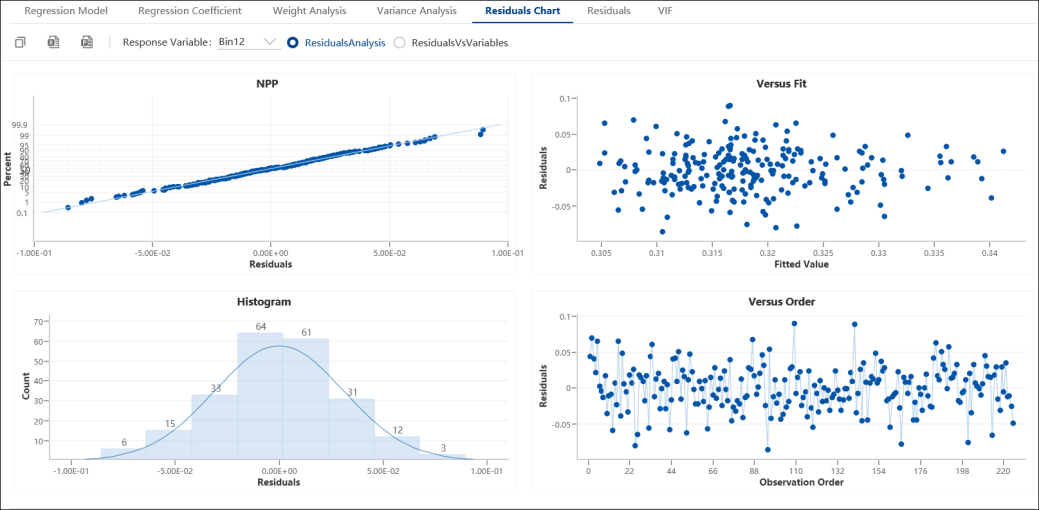 Regression Model Regression Coefficient Weight Analysis Variance Analysis Residuals Chart Residuals VIF
Response Variable: Bin12 ResidualsAnalysis ResidualsVsVariables
NPP
Percent
99.9
99
95
90
10
1
0.1
-1.00E-01 -5.00E-02 0.00E+00 5.00E-02 1.00E-01
Residuals
Versus Fit
Residuals
0.1
0.05
0
-0.05
0.305 0.31 0.315 0.32 0.325 0.33 0.335 0.34
Fitted Value
Histogram
Count
70
60
50
40
30
20
10
6 15 33 64 61 31 12 3
-1.00E-01 -5.00E-02 0.00E+00 5.00E-02 1.00E-01
Residuals
Versus Order
Residuals
0.1
0.05
0
-0.05
0 22 44 66 88 110 132 154 176 198 220
Observation Order